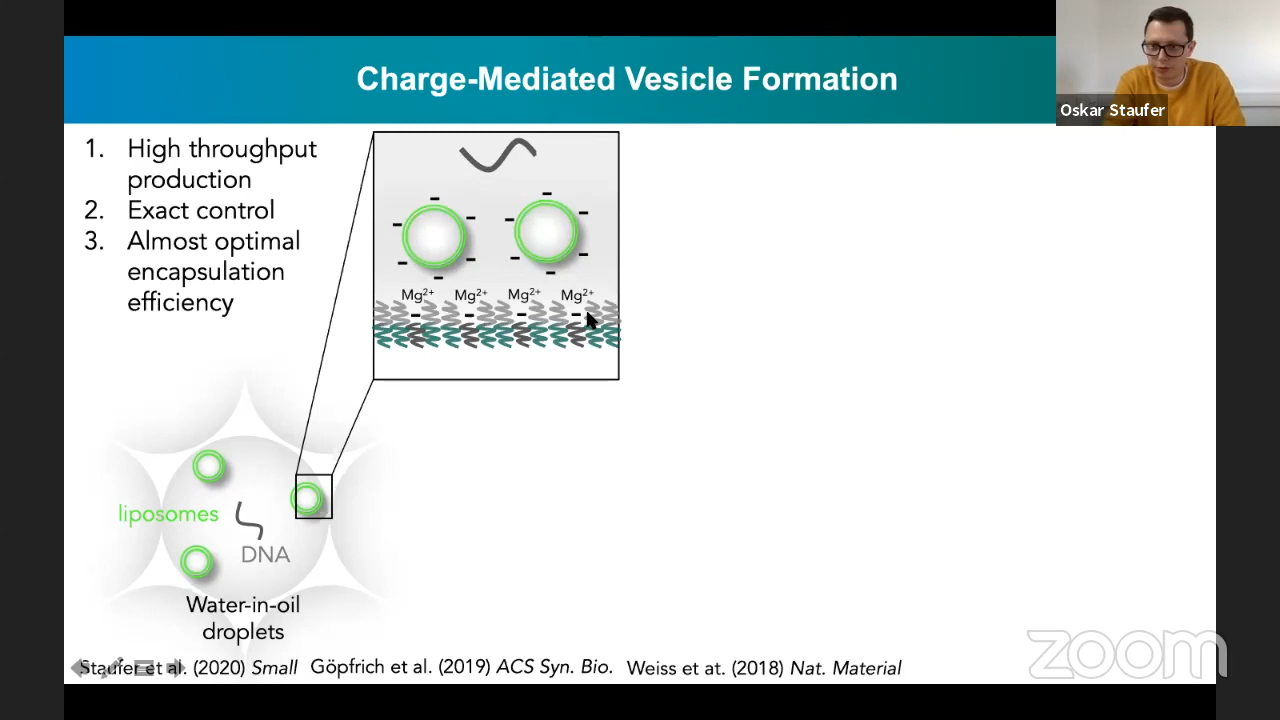 Charge-Mediated Vesicle Formation
Oskar Staufer
1. High throughput
production
2. Exact control
3. Almost optimal
encapsulation
efficiency
- - - - - -
- - - - - -
Mg2+ Mg2+ Mg2+ Mg2+
- - - -
liposomes
DNA
Water-in-oil
droplets
Staufer et al. (2020) Small Göpfrich et al. (2019) ACS Syn. Bio. Weiss et at. (2018) Nat. Material
zoom